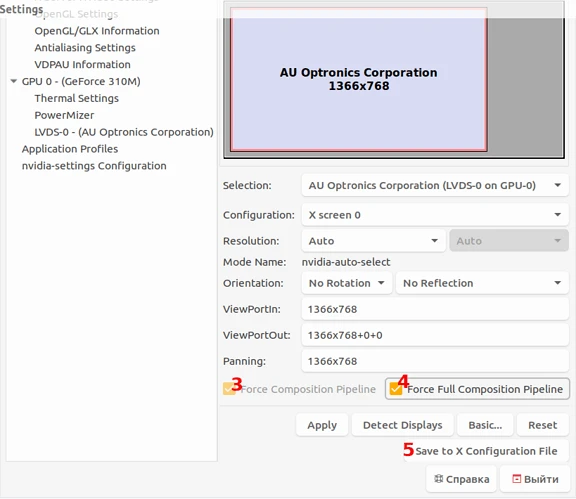 Settings
OpenGL Settings
OpenGL/GLX Information
Antialiasing Settings
VDPAU Information
GPU 0 - (GeForce 310M)
Thermal Settings
PowerMizer
LVDS-0 - (AU Optronics Corporation)
Application Profiles
nvidia-settings Configuration
AU Optronics Corporation
1366x768
Selection: AU Optronics Corporation (LVDS-0 on GPU-0)
Configuration: X screen 0
Resolution: Auto Auto
Mode Name: nvidia-auto-select
Orientation: No Rotation No Reflection
ViewPortIn: 1366x768
ViewPortOut: 1366x768+0+0
Panning: 1366x768
3 Force Composition Pipeline 4 Force Full Composition Pipeline
Apply Detect Displays Basic... Reset
5 Save to X Configuration File
Справка Выйти